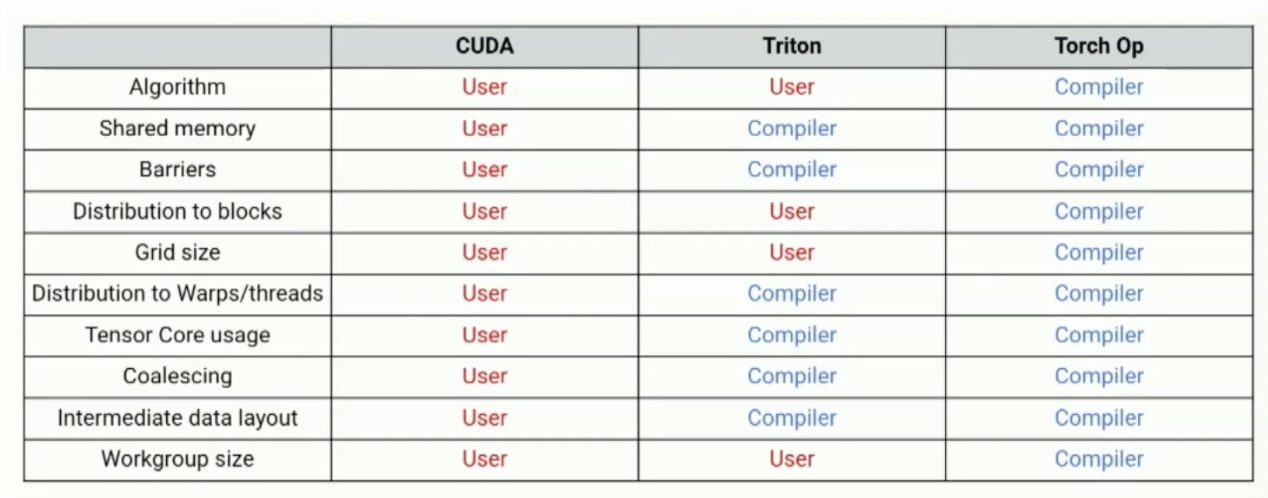 CUDA Triton Torch Op
Algorithm User User Compiler
Shared memory User Compiler Compiler
Barriers User Compiler Compiler
Distribution to blocks User User Compiler
Grid size User User Compiler
Distribution to Warps/threads User Compiler Compiler
Tensor Core usage User Compiler Compiler
Coalescing User Compiler Compiler
Intermediate data layout User Compiler Compiler
Workgroup size User User Compiler